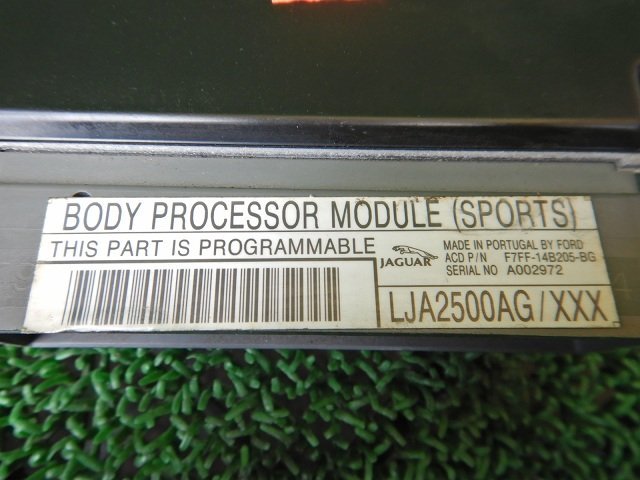 BODY PROCESSOR MODULE (SPORTS)
THIS PART IS PROGRAMMABLE
JAGUAR
MADE IN PORTUGAL BY FORD
ACD P/N F7FF-14B205-BG
SERIAL NO A002972
LJA2500AG/XXX